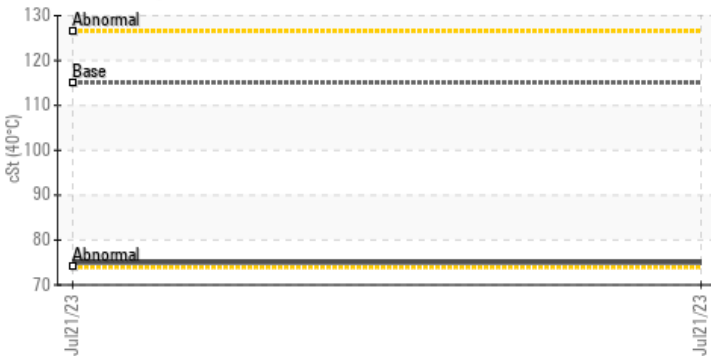 130
Abnormal
120
Base
110
100
90
80
Abnormal
70
cSt (40°C)
Jul21/23
Jul21/23